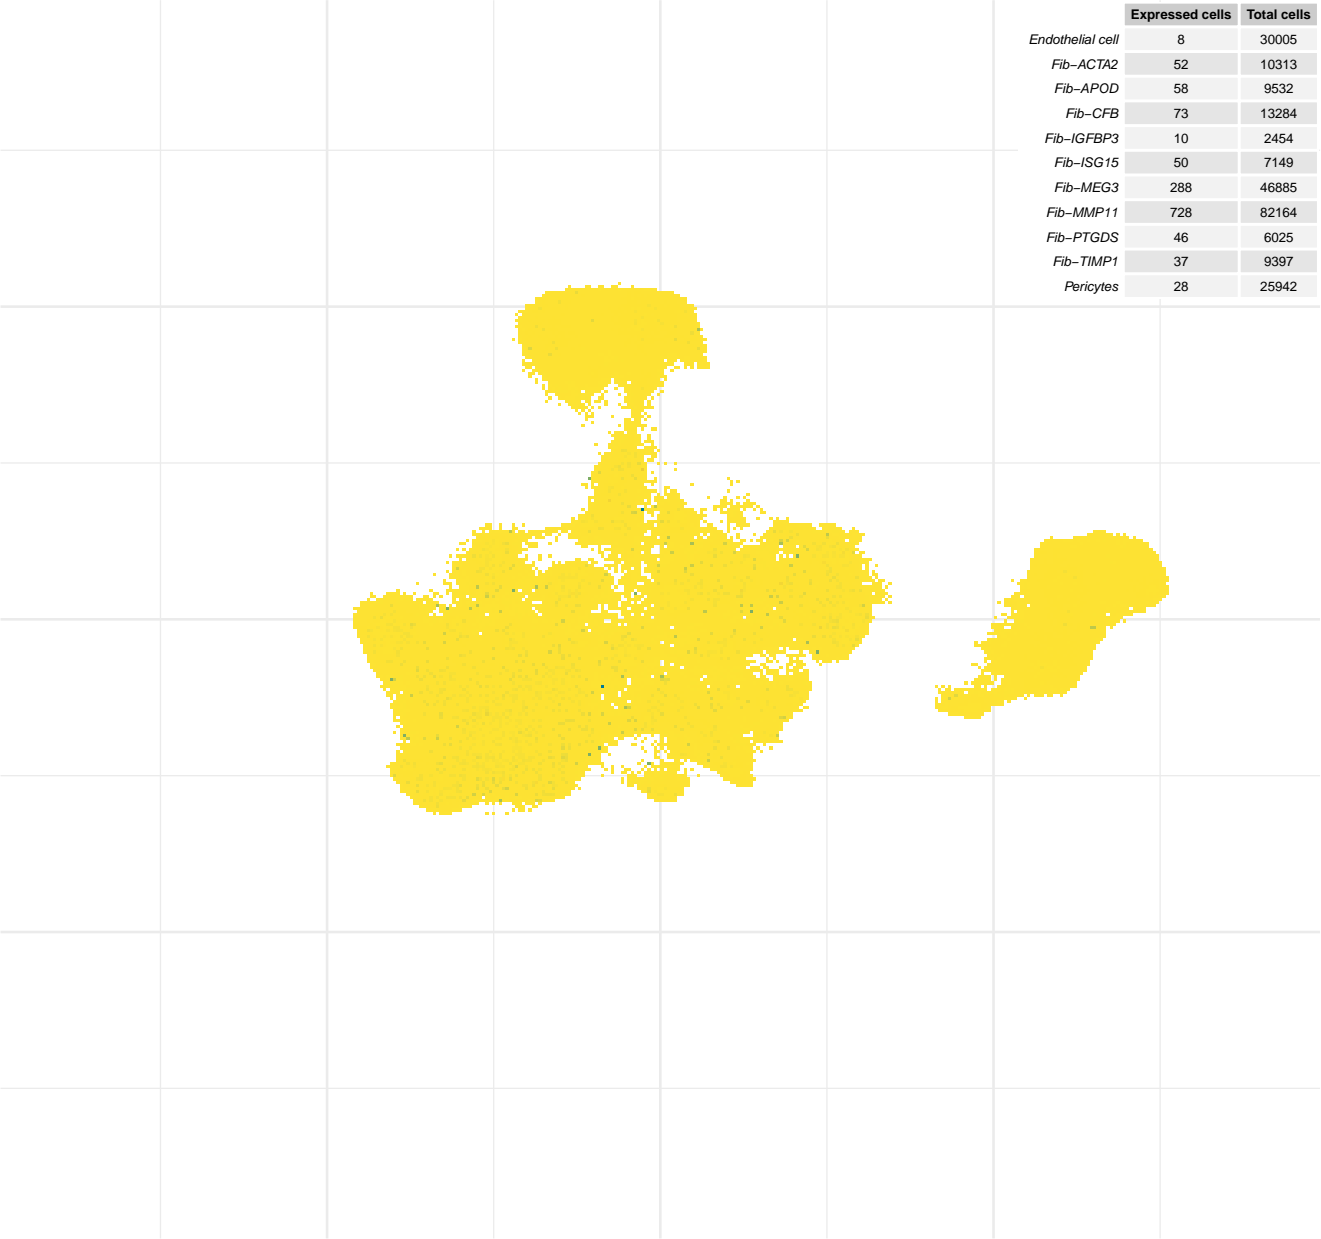 Expressed cells Total cells
Endothelial cell 8 30005
Fib−ACTA2 52 10313
Fib−APOD 58 9532
Fib−CFB 73 13284
Fib−IGFBP3 10 2454
Fib−ISG15 50 7149
Fib−MEG3 288 46885
Fib−MMP11 728 82164
Fib−PTGDS 46 6025
Fib−TIMP1 37 9397
Pericytes 28 25942